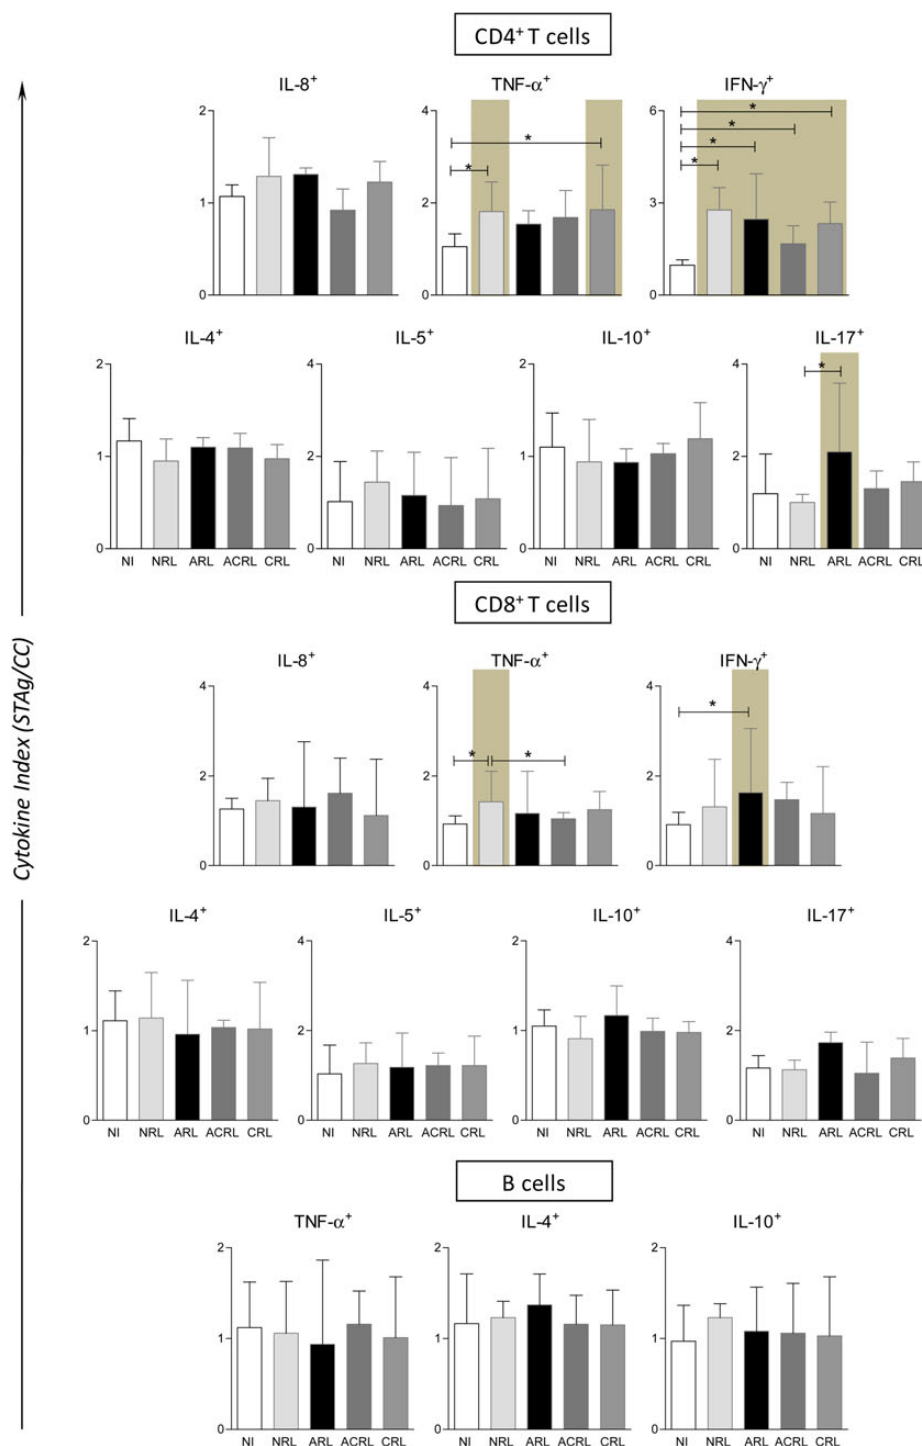 CD4⁺ T cells
IL-8⁺ TNF-α⁺ IFN-γ⁺
2 4 6
* * * * * *
1 2 3
0 0 0
IL-4⁺ IL-5⁺ IL-10⁺ IL-17⁺
2 4 2 4
*
1 2 1 2
0 0 0 0
NI NRL ARL ACRL CRL NI NRL ARL ACRL CRL NI NRL ARL ACRL CRL NI NRL ARL ACRL CRL
CD8⁺ T cells
Cytokine Index (STAg/CC)
IL-8⁺ TNF-α⁺ IFN-γ⁺
4 4 4
* * *
2 2 2
0 0 0
IL-4⁺ IL-5⁺ IL-10⁺ IL-17⁺
2 4 2 4
1 2 1 2
0 0 0 0
NI NRL ARL ACRL CRL NI NRL ARL ACRL CRL NI NRL ARL ACRL CRL NI NRL ARL ACRL CRL
B cells
TNF-α⁺ IL-4⁺ IL-10⁺
2 2 2
1 1 1
0 0 0
NI NRL ARL ACRL CRL NI NRL ARL ACRL CRL NI NRL ARL ACRL CRL